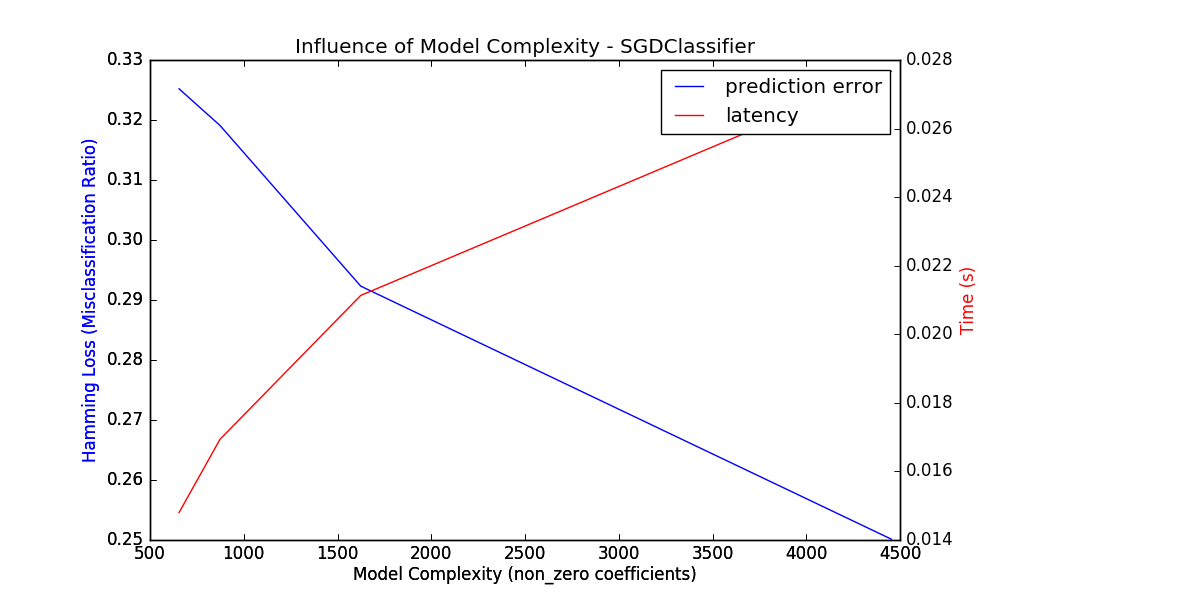 Influence of Model Complexity - SGDClassifier
prediction error
latency
0.33
0.32
0.31
0.30
0.29
0.28
0.27
0.26
0.25
Hamming Loss (Misclassification Ratio)
0.028
0.026
0.024
0.022
0.020
0.018
0.016
0.014
Time (s)
500 1000 1500 2000 2500 3000 3500 4000 4500
Model Complexity (non_zero coefficients)